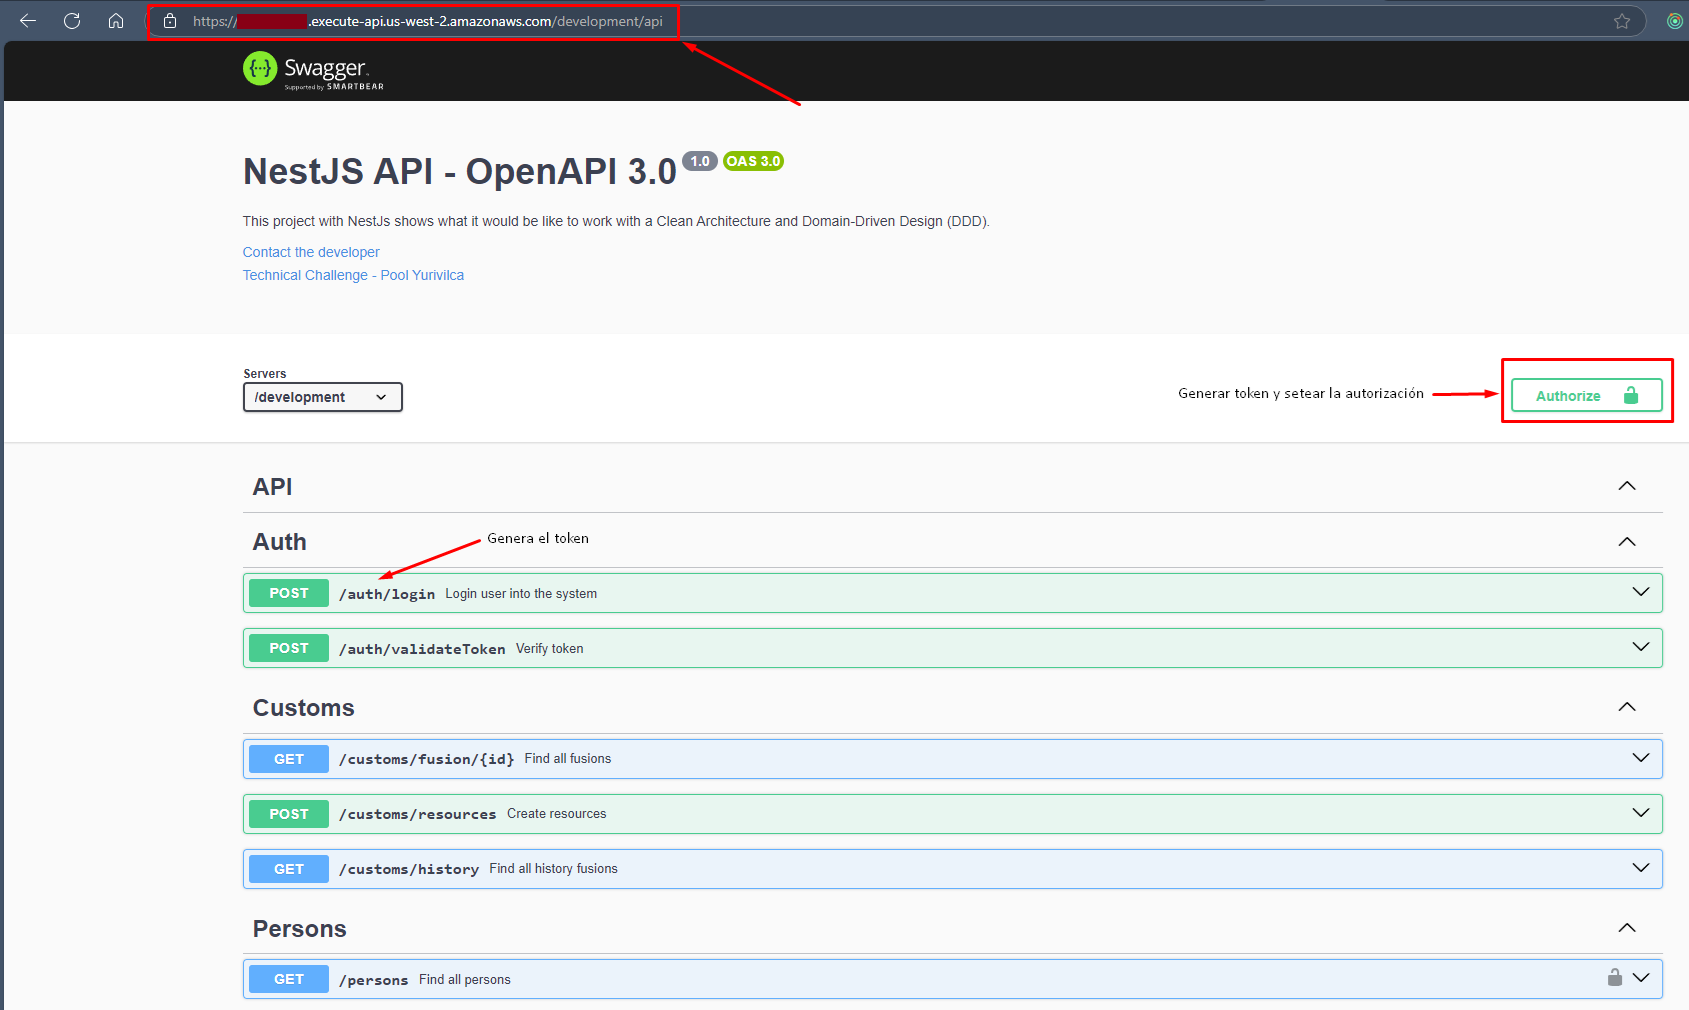 https://
.execute-api.us-west-2.amazonaws.com/development/api
Swagger
Supported by SMARTBEAR
NestJS API - OpenAPI 3.0 1.0 OAS 3.0
This project with NestJs shows what it would be like to work with a Clean Architecture and Domain-Driven Design (DDD).
Contact the developer
Technical Challenge - Pool Yurivilca
Servers
/development
Generar token y setear la autorización
Authorize
API
Auth
Genera el token
POST /auth/login Login user into the system
POST /auth/validateToken Verify token
Customs
GET /customs/fusion/{id} Find all fusions
POST /customs/resources Create resources
GET /customs/history Find all history fusions
Persons
GET /persons Find all persons